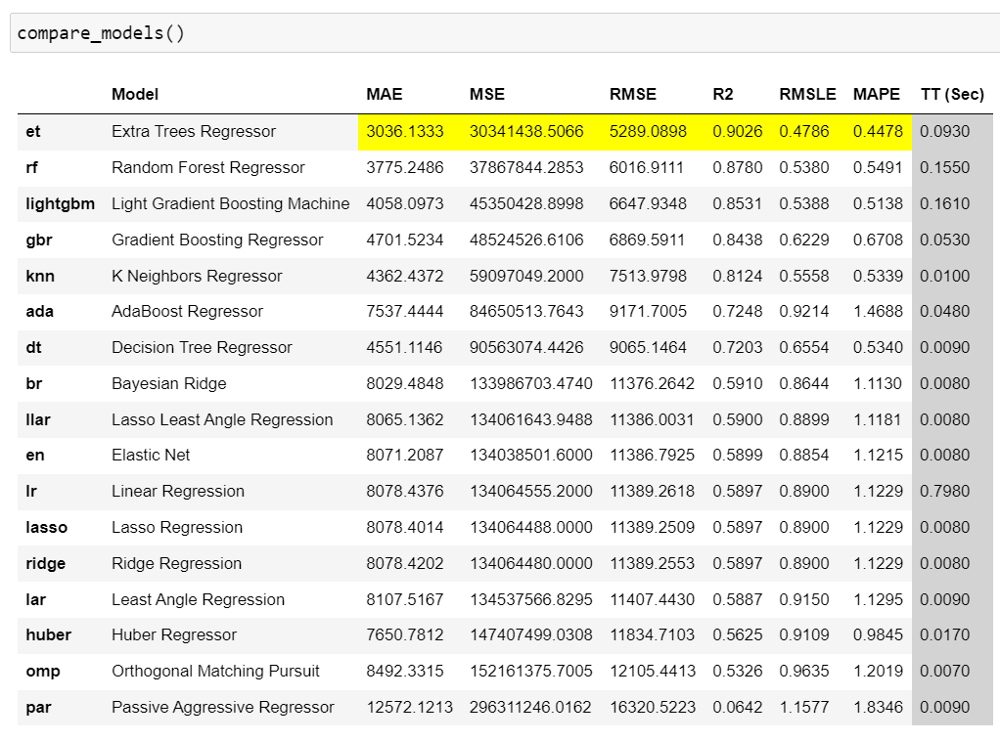 compare_models()
Model MAE MSE RMSE R2 RMSLE MAPE TT (Sec)
et Extra Trees Regressor 3036.1333 30341438.5066 5289.0898 0.9026 0.4786 0.4478 0.0930
rf Random Forest Regressor 3775.2486 37867844.2853 6016.9111 0.8780 0.5380 0.5491 0.1550
lightgbm Light Gradient Boosting Machine 4058.0973 45350428.8998 6647.9348 0.8531 0.5388 0.5138 0.1610
gbr Gradient Boosting Regressor 4701.5234 48524526.6106 6869.5911 0.8438 0.6229 0.6708 0.0530
knn K Neighbors Regressor 4362.4372 59097049.2000 7513.9798 0.8124 0.5558 0.5339 0.0100
ada AdaBoost Regressor 7537.4444 84650513.7643 9171.7005 0.7248 0.9214 1.4688 0.0480
dt Decision Tree Regressor 4551.1146 90563074.4426 9065.1464 0.7203 0.6554 0.5340 0.0090
br Bayesian Ridge 8029.4848 133986703.4740 11376.2642 0.5910 0.8644 1.1130 0.0080
llar Lasso Least Angle Regression 8065.1362 134061643.9488 11386.0031 0.5900 0.8899 1.1181 0.0080
en Elastic Net 8071.2087 134038501.6000 11386.7925 0.5899 0.8854 1.1215 0.0080
lr Linear Regression 8078.4376 134064555.2000 11389.2618 0.5897 0.8900 1.1229 0.7980
lasso Lasso Regression 8078.4014 134064488.0000 11389.2509 0.5897 0.8900 1.1229 0.0080
ridge Ridge Regression 8078.4202 134064480.0000 11389.2553 0.5897 0.8900 1.1229 0.0080
lar Least Angle Regression 8107.5167 134537566.8295 11407.4430 0.5887 0.9150 1.1295 0.0090
huber Huber Regressor 7650.7812 147407499.0308 11834.7103 0.5625 0.9109 0.9845 0.0170
omp Orthogonal Matching Pursuit 8492.3315 152161375.7005 12105.4413 0.5326 0.9635 1.2019 0.0070
par Passive Aggressive Regressor 12572.1213 296311246.0162 16320.5223 0.0642 1.1577 1.8346 0.0090